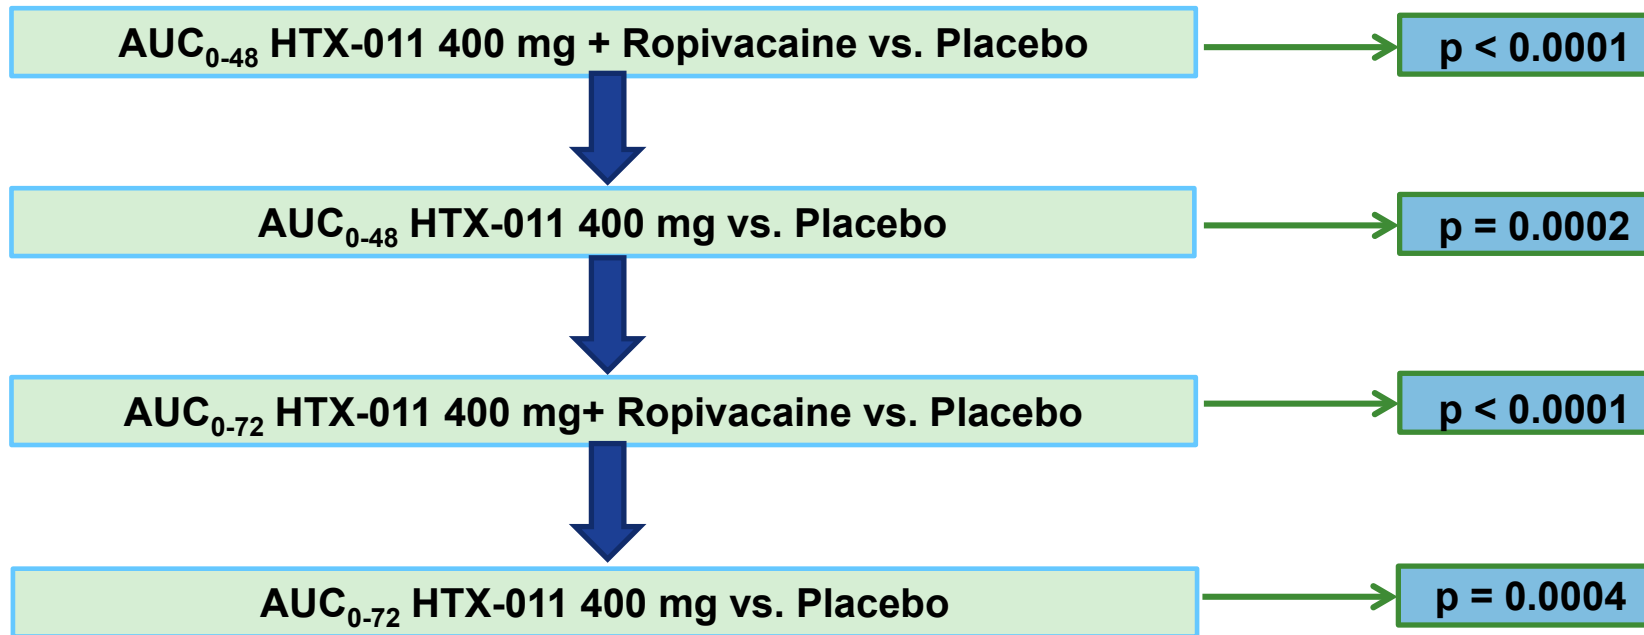 AUC0-48 HTX-011 400 mg + Ropivacaine vs. Placebo
p < 0.0001
AUC0-48 HTX-011 400 mg vs. Placebo
p = 0.0002
AUC0-72 HTX-011 400 mg+ Ropivacaine vs. Placebo
p < 0.0001
AUC0-72 HTX-011 400 mg vs. Placebo
p = 0.0004